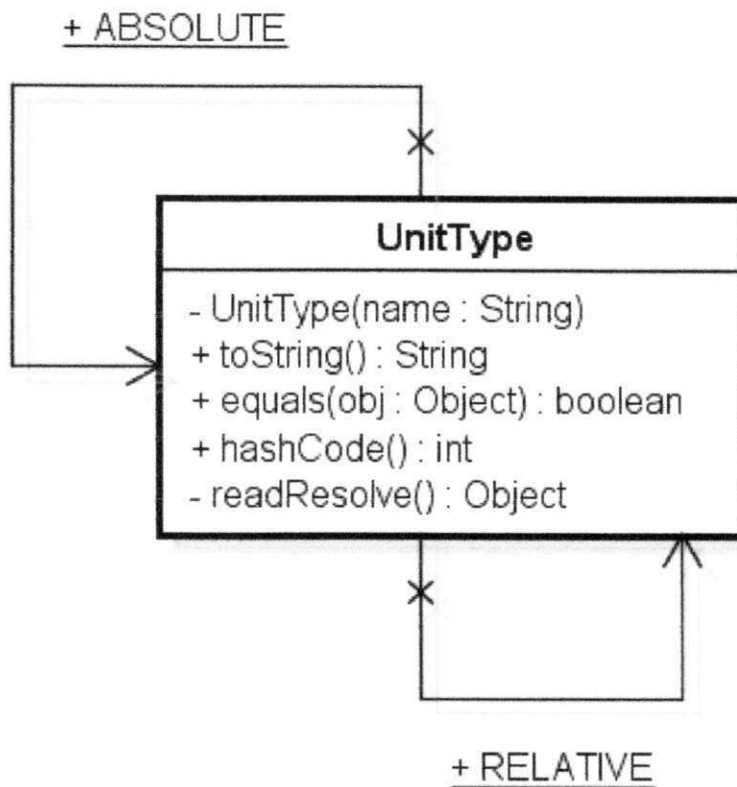 + ABSOLUTE
UnitType
- UnitType(name : String)
+ toString() : String
+ equals(obj : Object) : boolean
+ hashCode() : int
- readResolve() : Object
+ RELATIVE